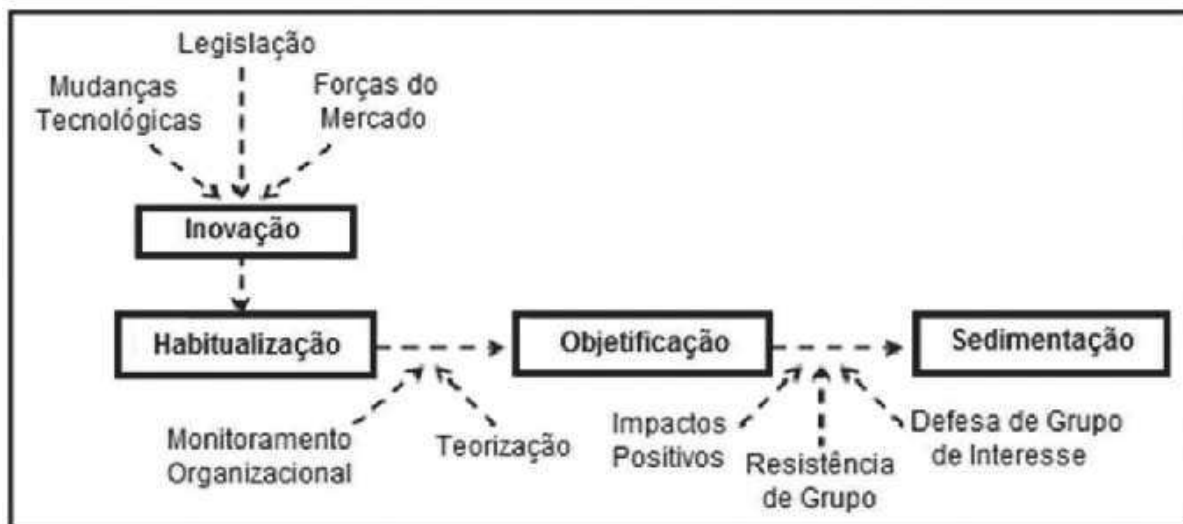 Legislação
Mudanças
Tecnológicas
Forças do
Mercado
Inovação
Habitualização
Objetificação
Sedimentação
Monitoramento
Organizacional
Teorização
Impactos
Positivos
Resistência
de Grupo
Defesa de Grupo
de Interesse